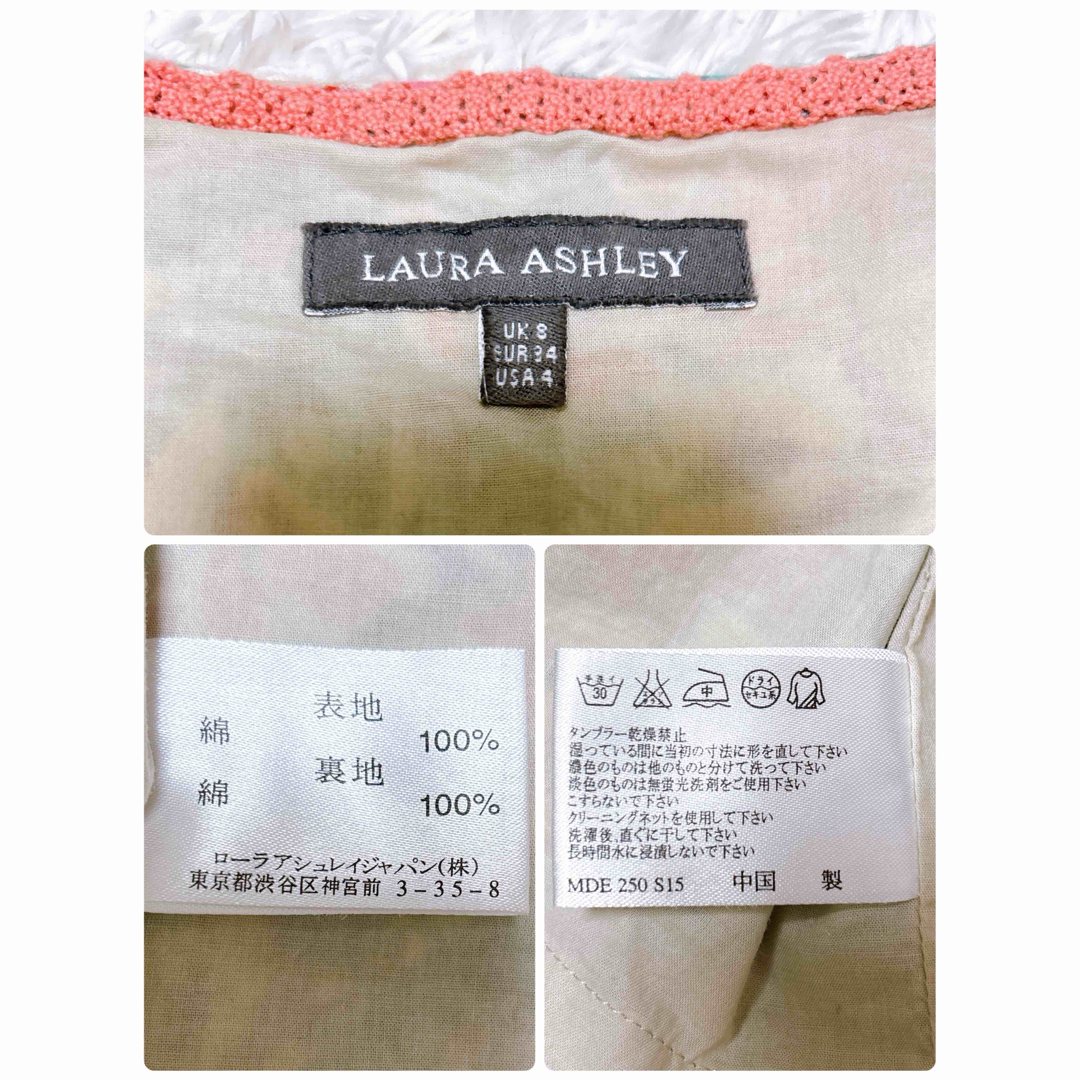 LAURA ASHLEY
UK 8
EUR 34
USA 4
表地
綿 100%
裏地
綿 100%
ローラアシュレイジャパン(株)
東京都渋谷区神宮前 3-35-8
手洗イ
30
中
ドライ
セキユ系
タンブラー乾燥禁止
湿っている間に当初の寸法に形を直して下さい
濃色のものは他のものと分けて洗って下さい
淡色のものは無蛍光洗剤をご使用下さい
こすらないで下さい
クリーニングネットを使用して下さい
洗濯後、直ぐに干して下さい
長時間水に浸漬しないで下さい
MDE 250 S15 中国 製